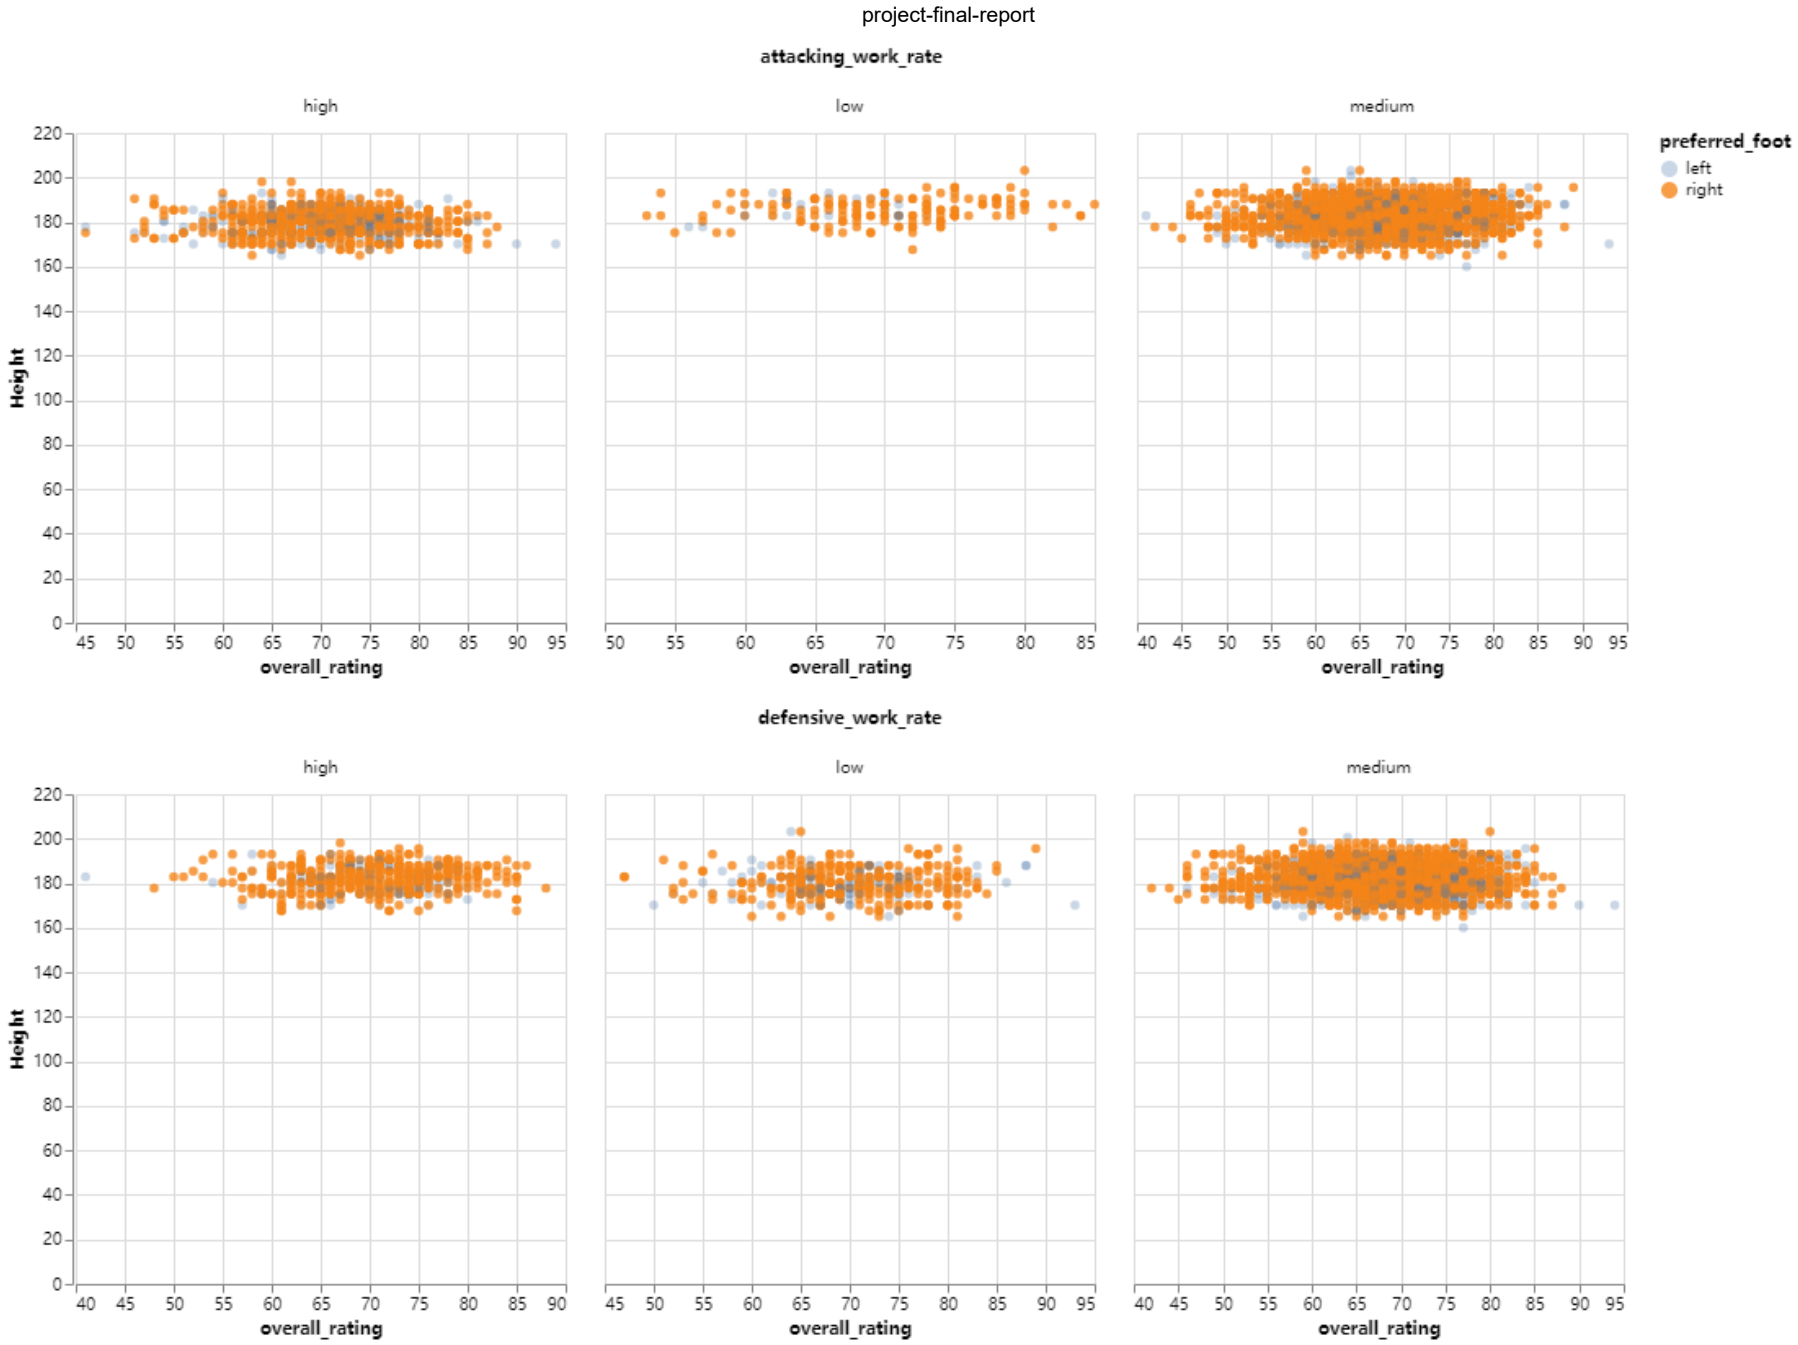 project-final-report
attacking_work_rate
high low medium
preferred_foot
left
right
Height
220
200
180
160
140
120
100
80
60
40
20
0
45 50 55 60 65 70 75 80 85 90 95
50 55 60 65 70 75 80 85
40 45 50 55 60 65 70 75 80 85 90 95
overall_rating overall_rating overall_rating
defensive_work_rate
high low medium
Height
220
200
180
160
140
120
100
80
60
40
20
0
40 45 50 55 60 65 70 75 80 85 90
45 50 55 60 65 70 75 80 85 90 95
40 45 50 55 60 65 70 75 80 85 90 95
overall_rating overall_rating overall_rating